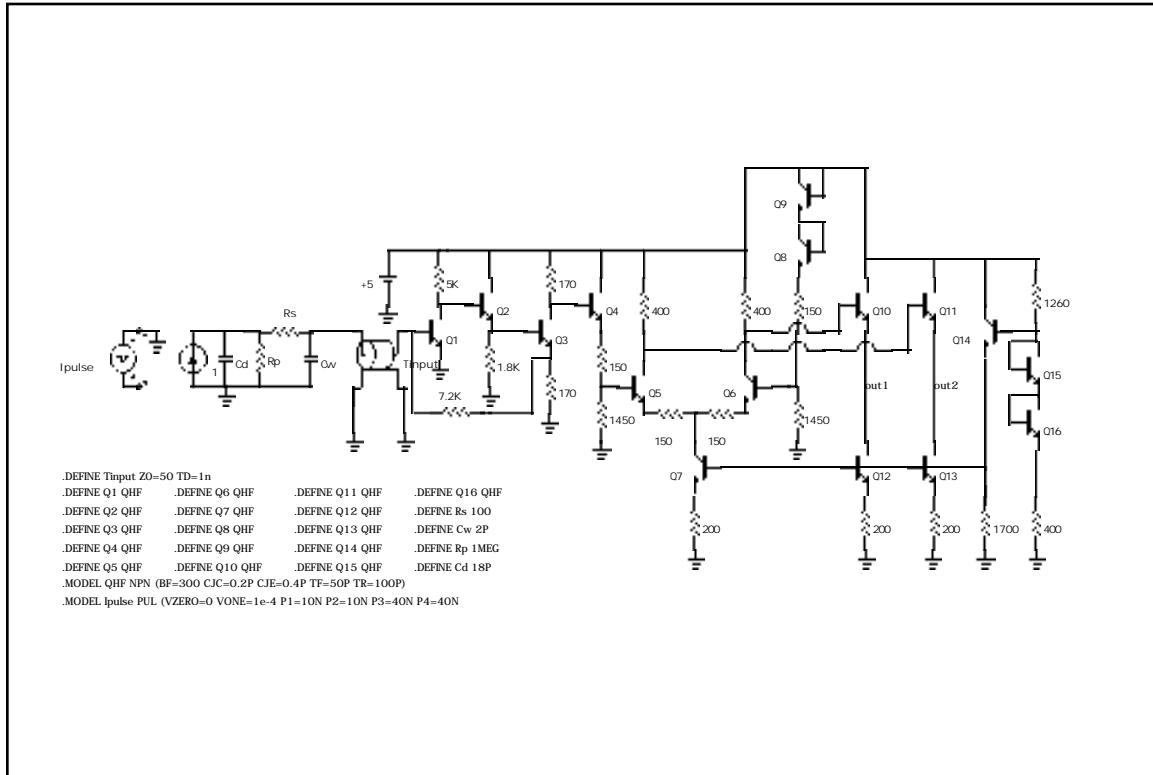 Q9
Q8
+5
5K
Q2
170
Q4
400
400
150
Q10
Q11
1260
Rs
Q1
Q3
Q14
Ipulse
1
Cd
Rp
Cw
Tinput
1.8K
150
out1
out2
Q15
7.2K
170
1450
Q5
Q6
1450
Q16
150
150
Q7
Q12
Q13
200
200
200
1700
400
.DEFINE Tinput ZO=50 TD=1n
.DEFINE Q1 QHF .DEFINE Q6 QHF .DEFINE Q11 QHF .DEFINE Q16 QHF
.DEFINE Q2 QHF .DEFINE Q7 QHF .DEFINE Q12 QHF .DEFINE Rs 100
.DEFINE Q3 QHF .DEFINE Q8 QHF .DEFINE Q13 QHF .DEFINE Cw 2P
.DEFINE Q4 QHF .DEFINE Q9 QHF .DEFINE Q14 QHF .DEFINE Rp 1MEG
.DEFINE Q5 QHF .DEFINE Q10 QHF .DEFINE Q15 QHF .DEFINE Cd 18P
.MODEL QHF NPN (BF=300 CJC=0.2P CJE=0.4P TF=50P TR=100P)
.MODEL Ipulse PUL (VZERO=0 VONE=1e-4 P1=10N P2=10N P3=40N P4=40N